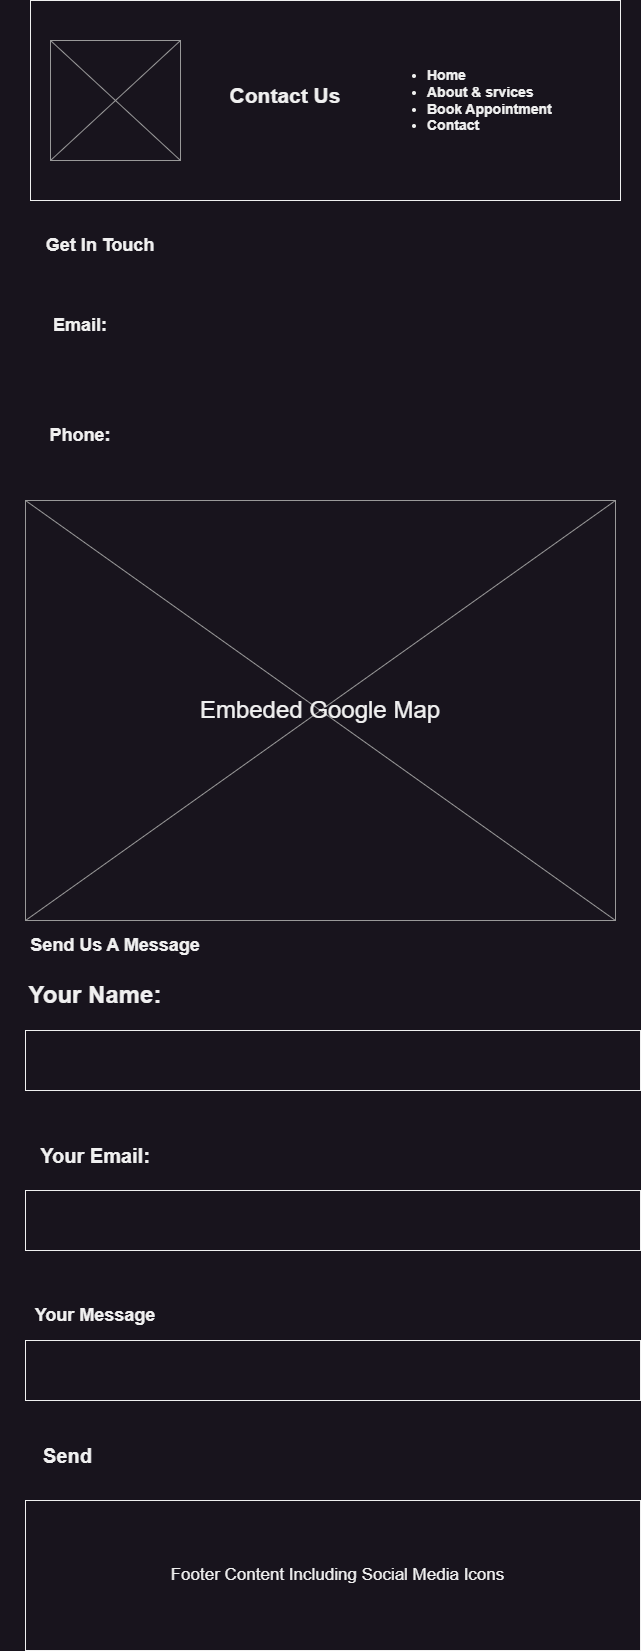 Contact Us
Home
About & srvices
Book Appointment
Contact
Get In Touch
Email:
Phone:
Embeded Google Map
Send Us A Message
Your Name:
Your Email:
Your Message
Send
Footer Content Including Social Media Icons